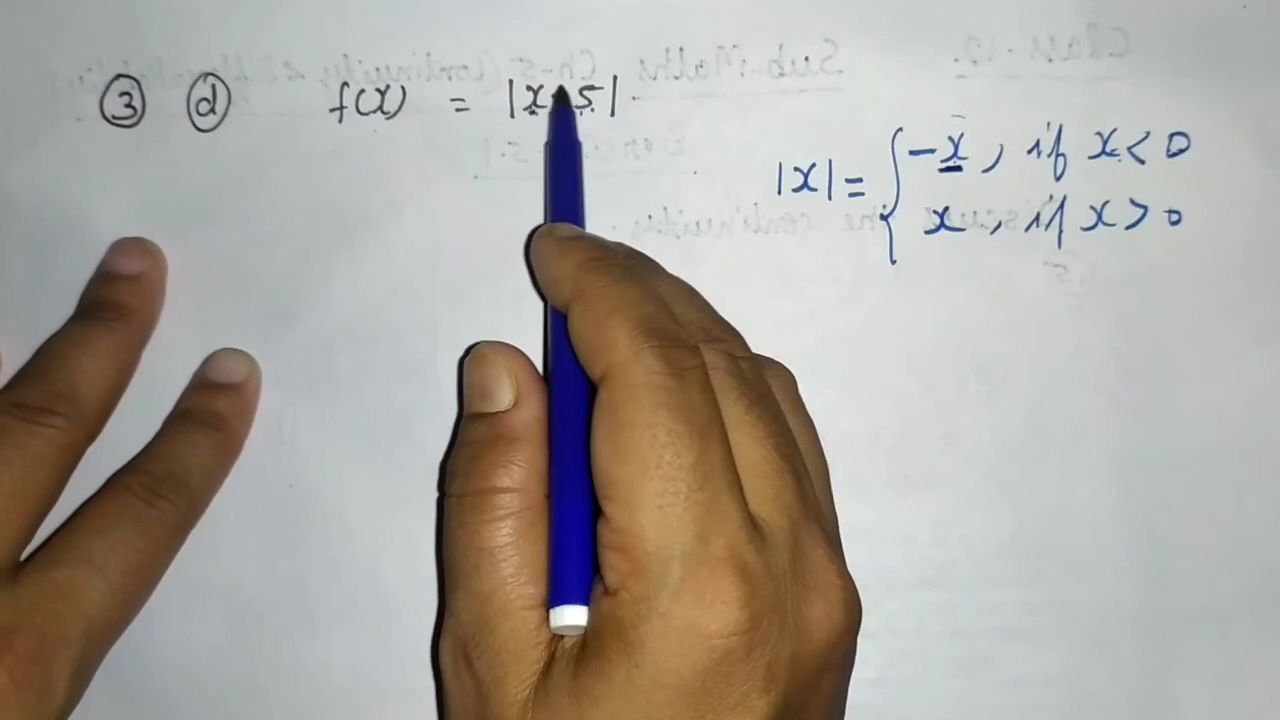 ③ ⓓ f(x) = |x-5|
|x| = { -x, if x < 0
x, if x > 0